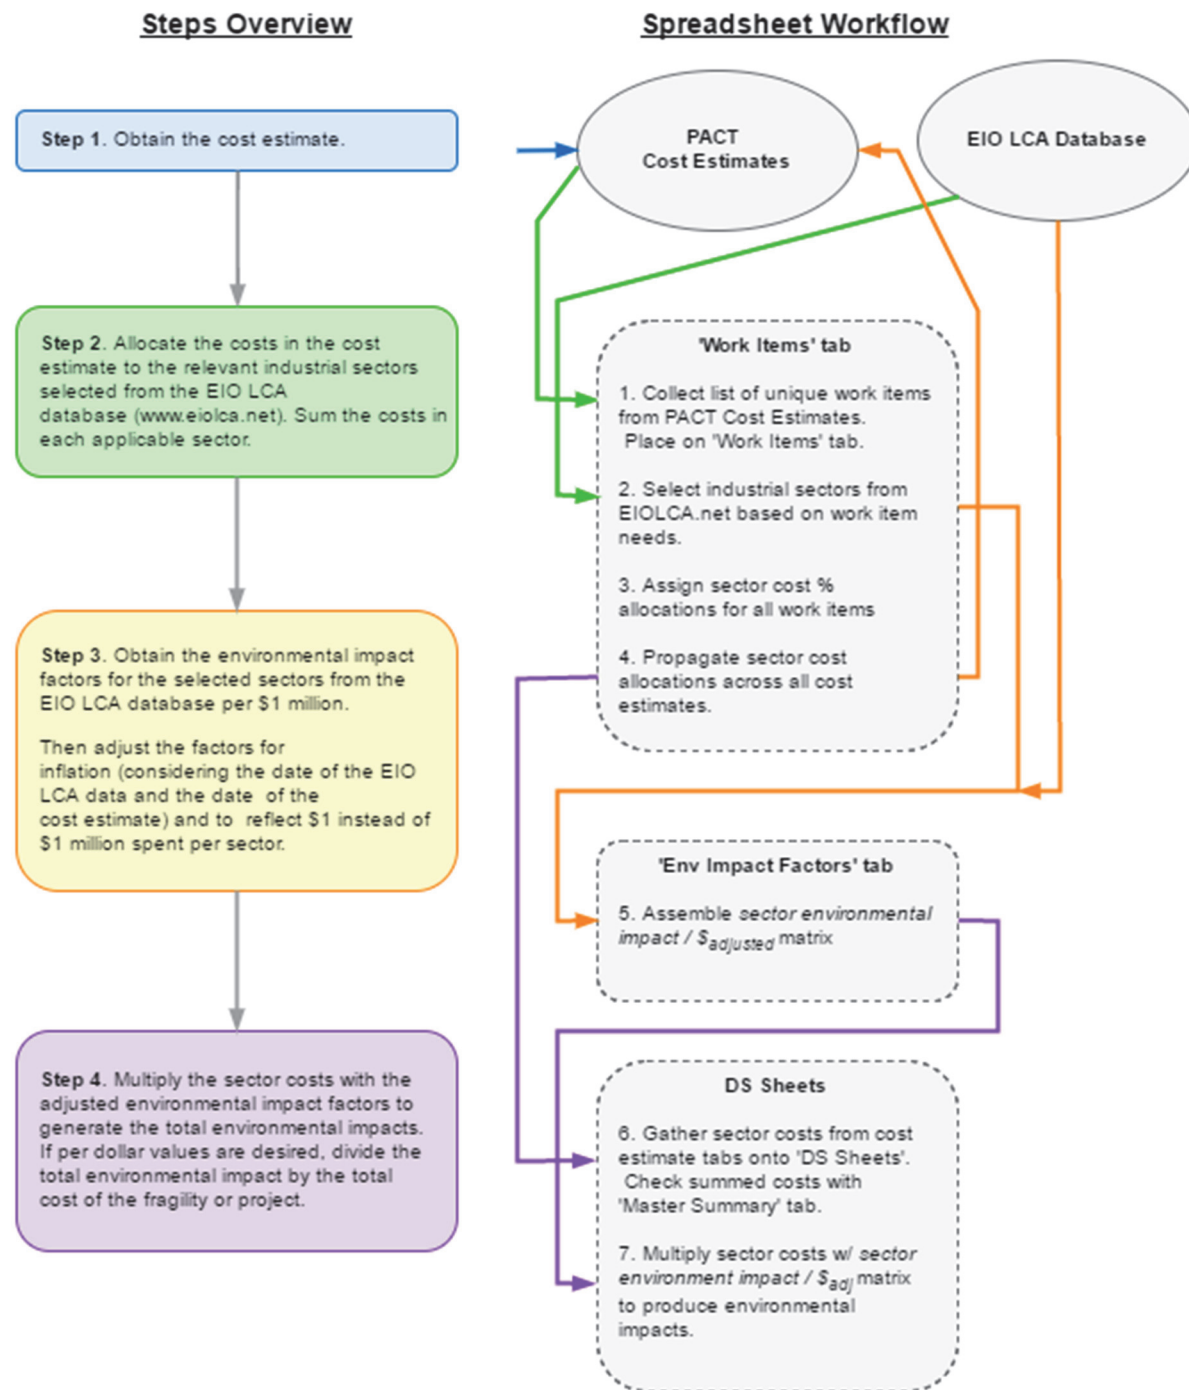 Steps Overview
Step 1. Obtain the cost estimate.
Step 2. Allocate the costs in the cost
estimate to the relevant industrial sectors
selected from the EIO LCA
database (www.eiolca.net). Sum the costs in
each applicable sector.
Step 3. Obtain the environmental impact
factors for the selected sectors from the
EIO LCA database per $1 million.
Then adjust the factors for
inflation (considering the date of the EIO
LCA data and the date of the
cost estimate) and to reflect $1 instead of
$1 million spent per sector.
Step 4. Multiply the sector costs with the
adjusted environmental impact factors to
generate the total environmental impacts.
If per dollar values are desired, divide the
total environmental impact by the total
cost of the fragility or project.
Spreadsheet Workflow
PACT
Cost Estimates
EIO LCA Database
'Work Items' tab
1. Collect list of unique work items
from PACT Cost Estimates.
Place on 'Work Items' tab.
2. Select industrial sectors from
EIOLCA.net based on work item
needs.
3. Assign sector cost %
allocations for all work items
4. Propagate sector cost
allocations across all cost
estimates.
'Env Impact Factors' tab
5. Assemble sector environmental
impact / $adjusted matrix
DS Sheets
6. Gather sector costs from cost
estimate tabs onto 'DS Sheets'.
Check summed costs with
'Master Summary' tab.
7. Multiply sector costs w/ sector
environment impact / $adj matrix
to produce environmental
impacts.